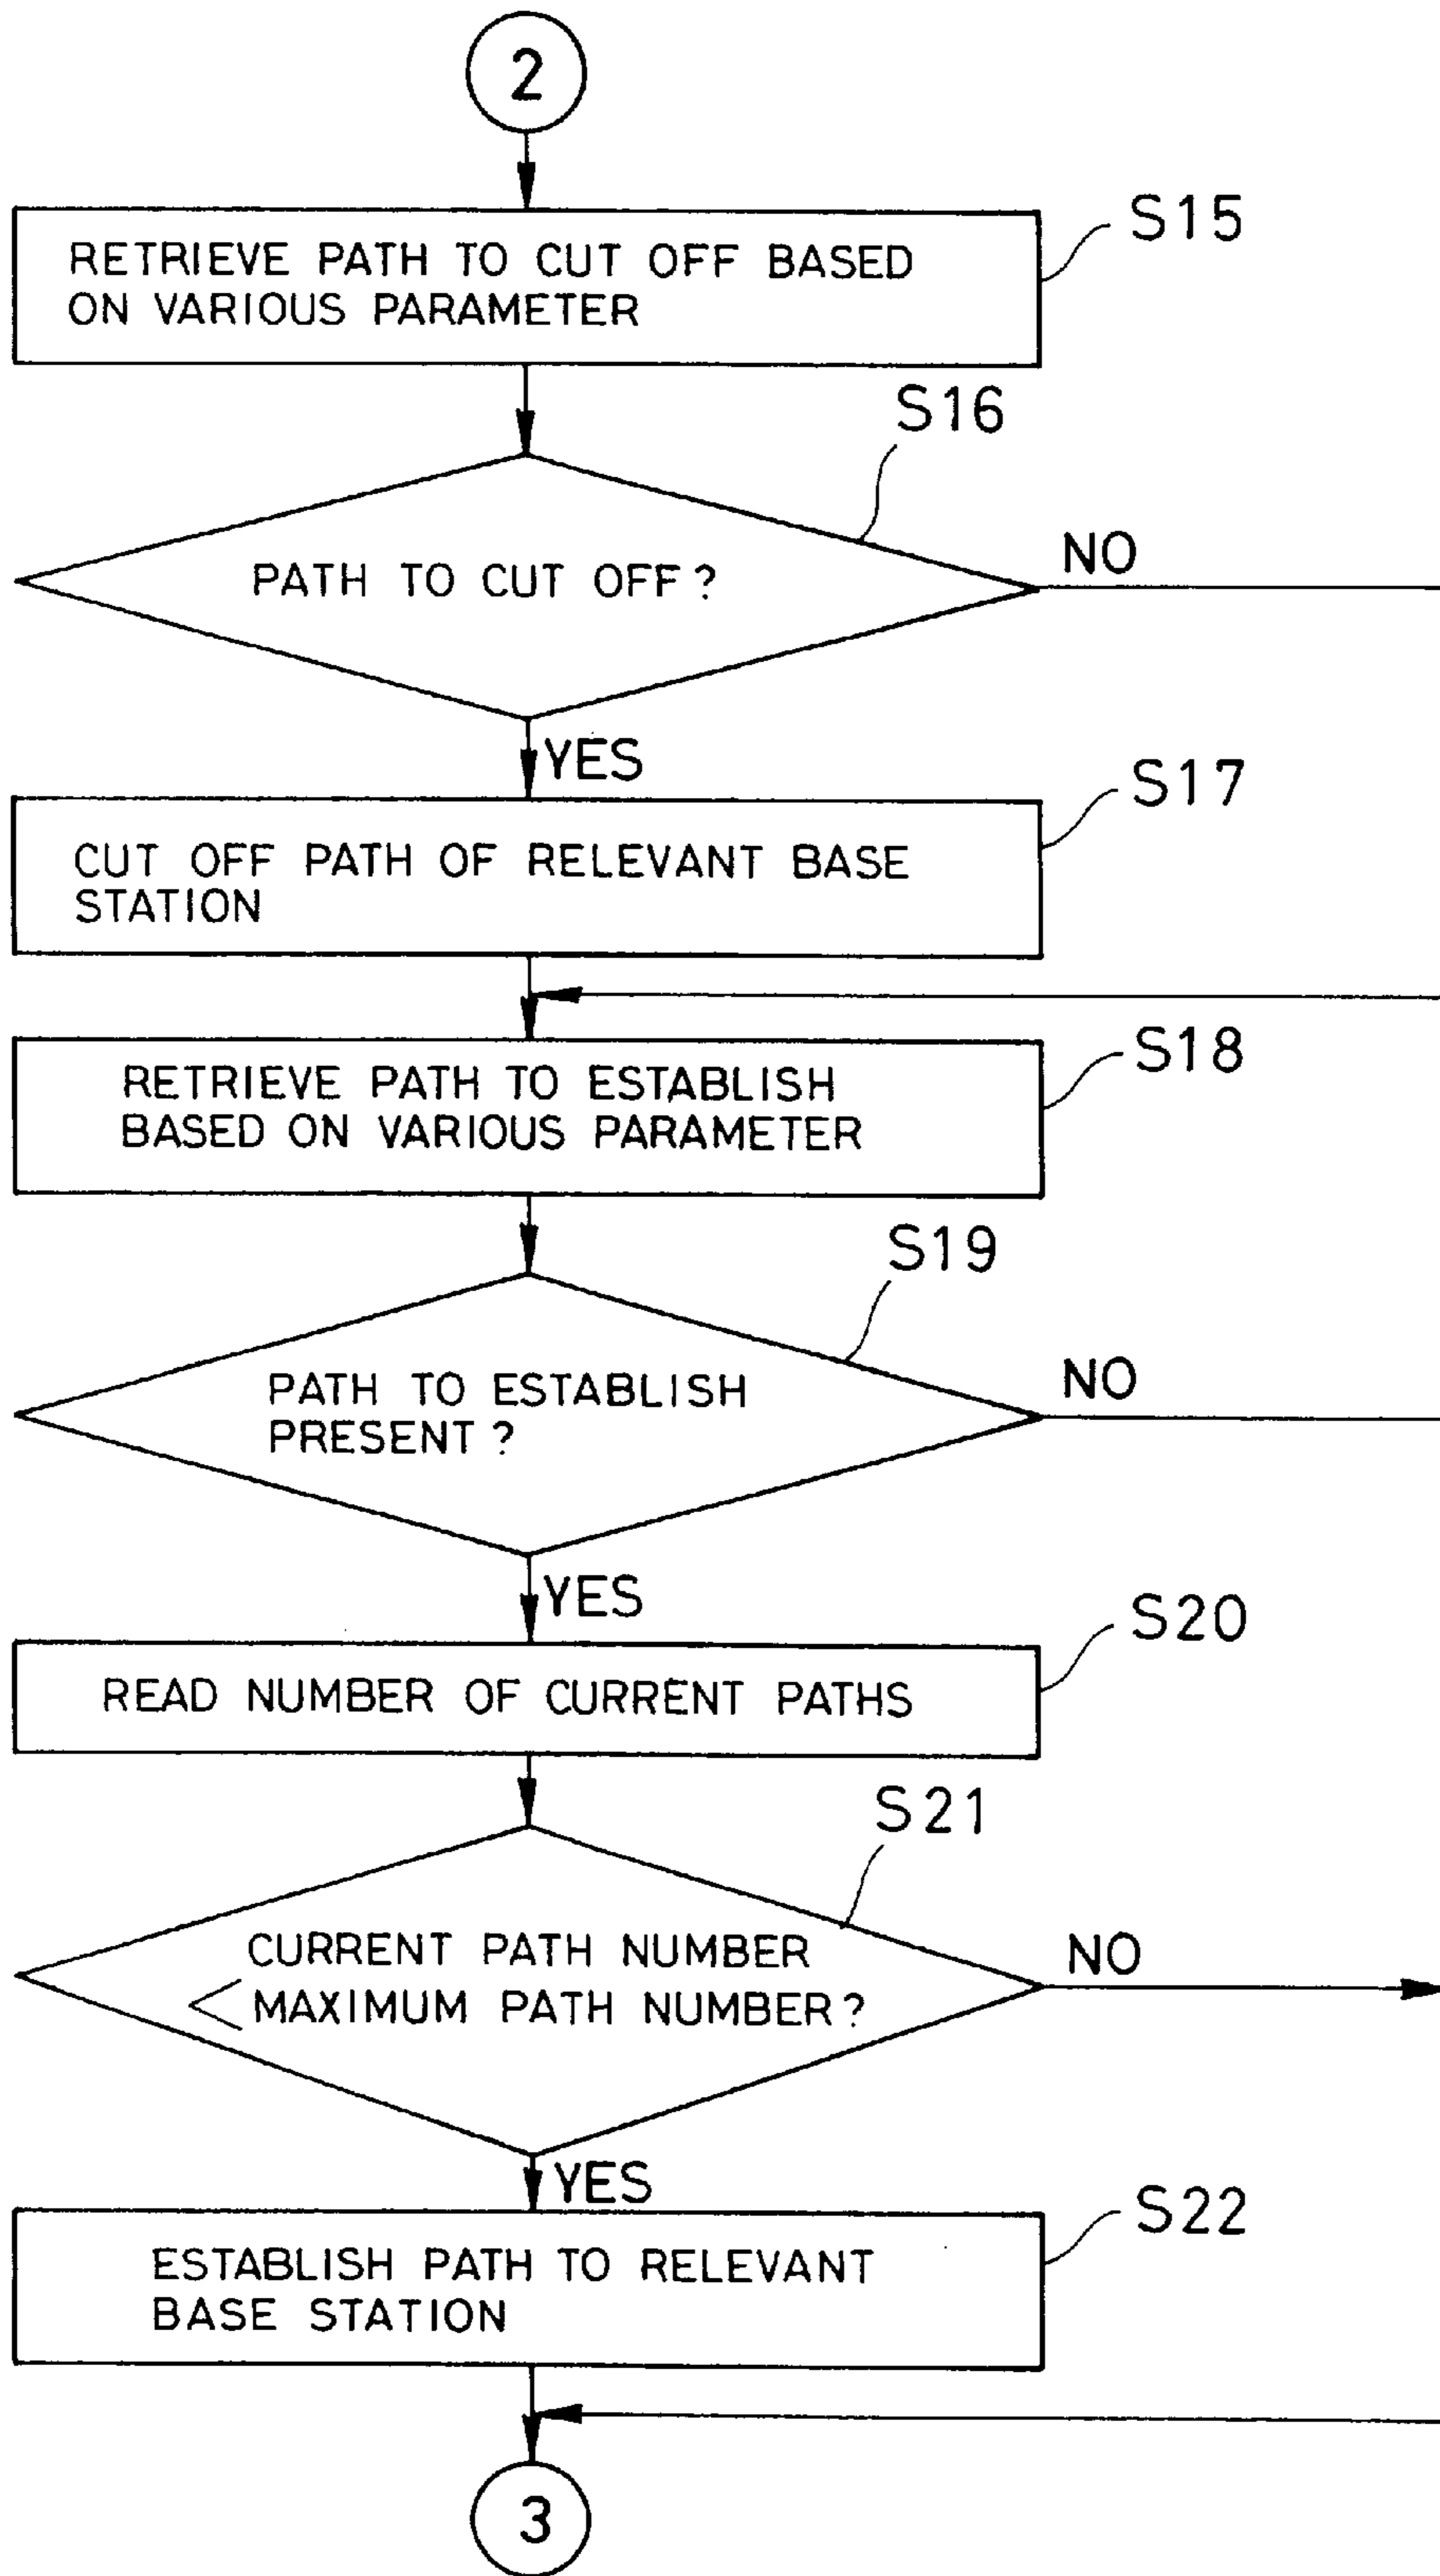 2
S15
RETRIEVE PATH TO CUT OFF BASED
ON VARIOUS PARAMETER
S16
PATH TO CUT OFF?
NO
YES
S17
CUT OFF PATH OF RELEVANT BASE
STATION
S18
RETRIEVE PATH TO ESTABLISH
BASED ON VARIOUS PARAMETER
S19
PATH TO ESTABLISH
PRESENT?
NO
YES
S20
READ NUMBER OF CURRENT PATHS
S21
CURRENT PATH NUMBER
< MAXIMUM PATH NUMBER?
NO
YES
S22
ESTABLISH PATH TO RELEVANT
BASE STATION
3